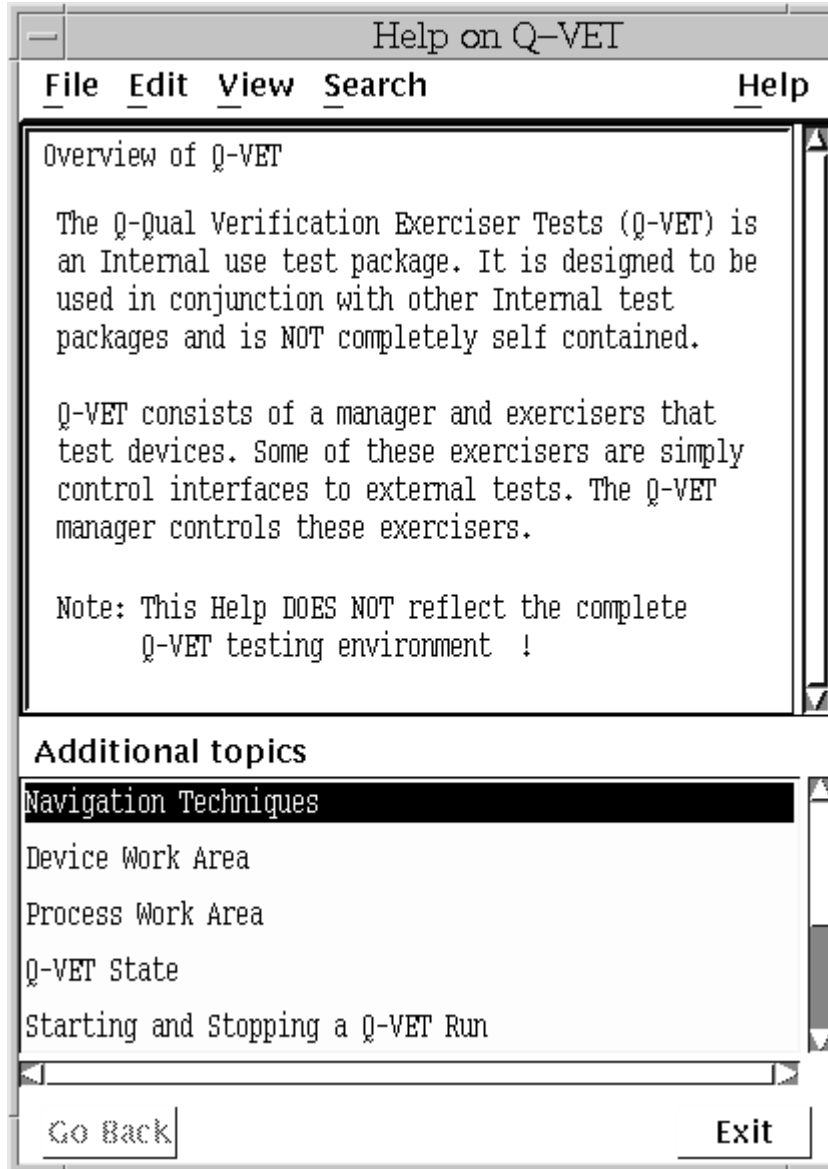 Help on Q-VET
File Edit View Search Help
Overview of Q-VET
The Q-Qual Verification Exerciser Tests (Q-VET) is
an Internal use test package. It is designed to be
used in conjunction with other Internal test
packages and is NOT completely self contained.
Q-VET consists of a manager and exercisers that
test devices. Some of these exercisers are simply
control interfaces to external tests. The Q-VET
manager controls these exercisers.
Note: This Help DOES NOT reflect the complete
Q-VET testing environment !
Additional topics
Navigation Techniques
Device Work Area
Process Work Area
Q-VET State
Starting and Stopping a Q-VET Run
Go Back Exit